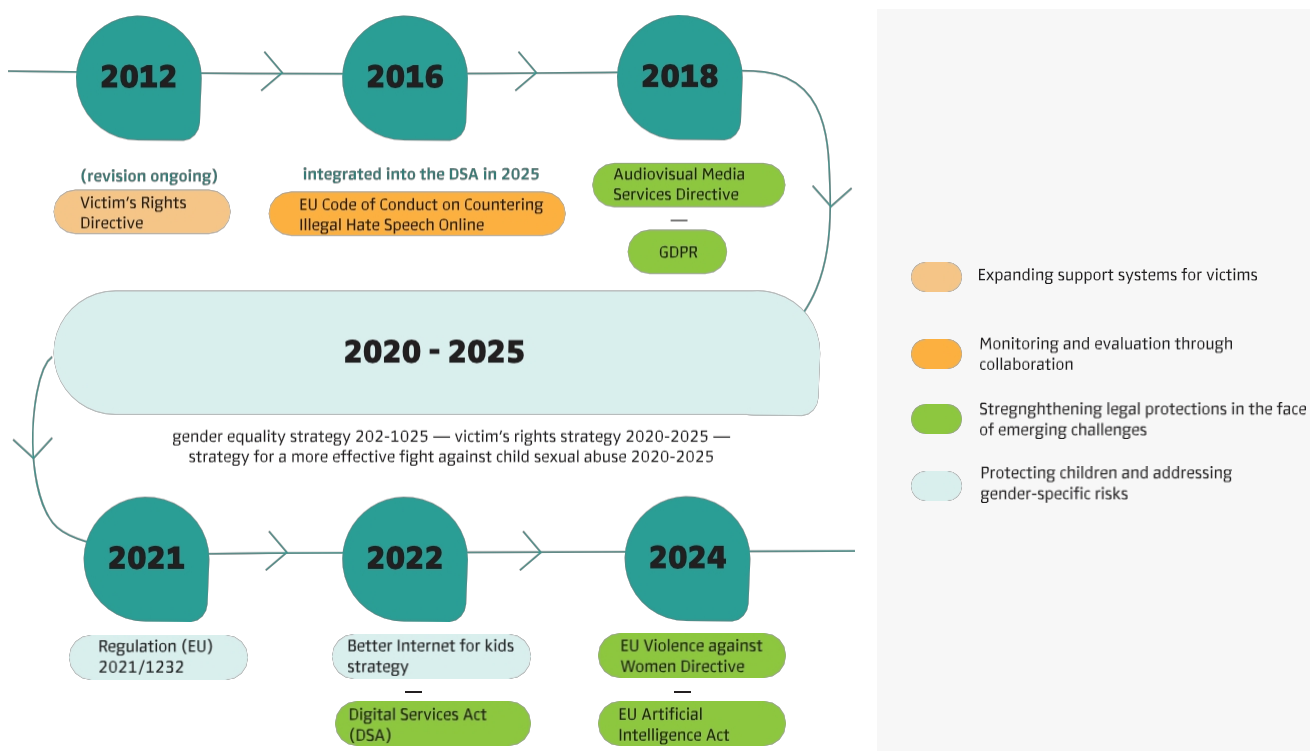 2012
2016
2018
(revision ongoing)
Victim's Rights
Directive
integrated into the DSA in 2025
EU Code of Conduct on Countering
Illegal Hate Speech Online
Audiovisual Media
Services Directive
—
GDPR
2020 - 2025
gender equality strategy 202-1025 — victim's rights strategy 2020-2025 —
strategy for a more effective fight against child sexual abuse 2020-2025
2021
2022
2024
Regulation (EU)
2021/1232
Better Internet for kids
strategy
—
Digital Services Act
(DSA)
EU Violence against
Women Directive
—
EU Artificial
Intelligence Act
Expanding support systems for victims
Monitoring and evaluation through
collaboration
Stregnghthening legal protections in the face
of emerging challenges
Protecting children and addressing
gender-specific risks